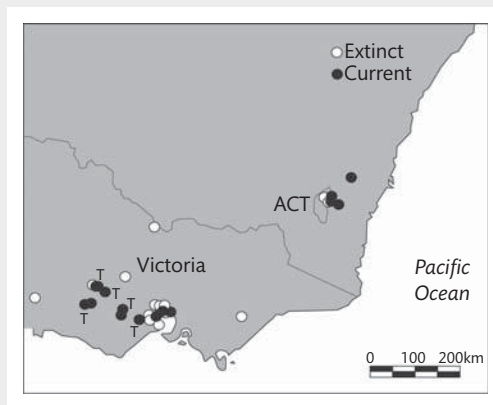 Extinct
Current
ACT
Victoria
T
T
T
T
T
Pacific
Ocean
0 100 200km